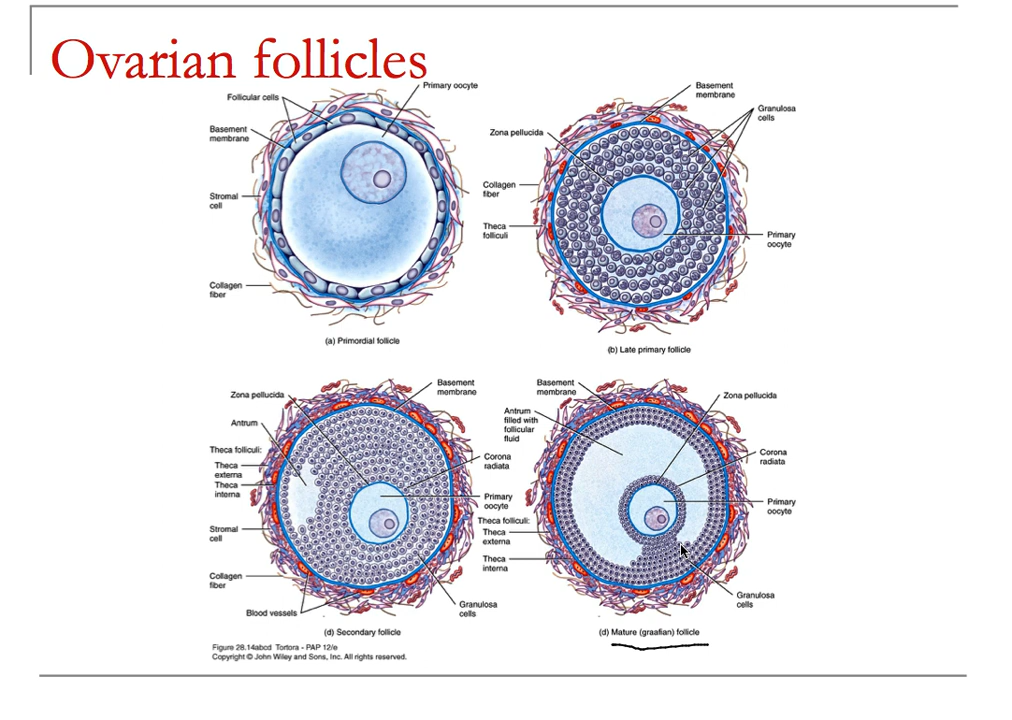 Ovarian follicles
Follicular cells
Primary oocyte
Basement
membrane
Stromal
cell
Collagen
fiber
(a) Primordial follicle
Basement
membrane
Granulosa
cells
Zona pellucida
Collagen
fiber
Theca
folliculi
Primary
oocyte
(b) Late primary follicle
Zona pellucida
Basement
membrane
Antrum
Theca folliculi:
Theca
externa
Theca
interna
Corona
radiata
Primary
oocyte
Stromal
cell
Collagen
fiber
Blood vessels
Granulosa
cells
(d) Secondary follicle
Basement
membrane
Zona pellucida
Antrum
filled with
follicular
fluid
Corona
radiata
Primary
oocyte
Theca folliculi:
Theca
externa
Theca
interna
Granulosa
cells
(d) Mature (graafian) follicle
Figure 28.14abcd Tortora - PAP 12/e
Copyright © John Wiley and Sons, Inc. All rights reserved.